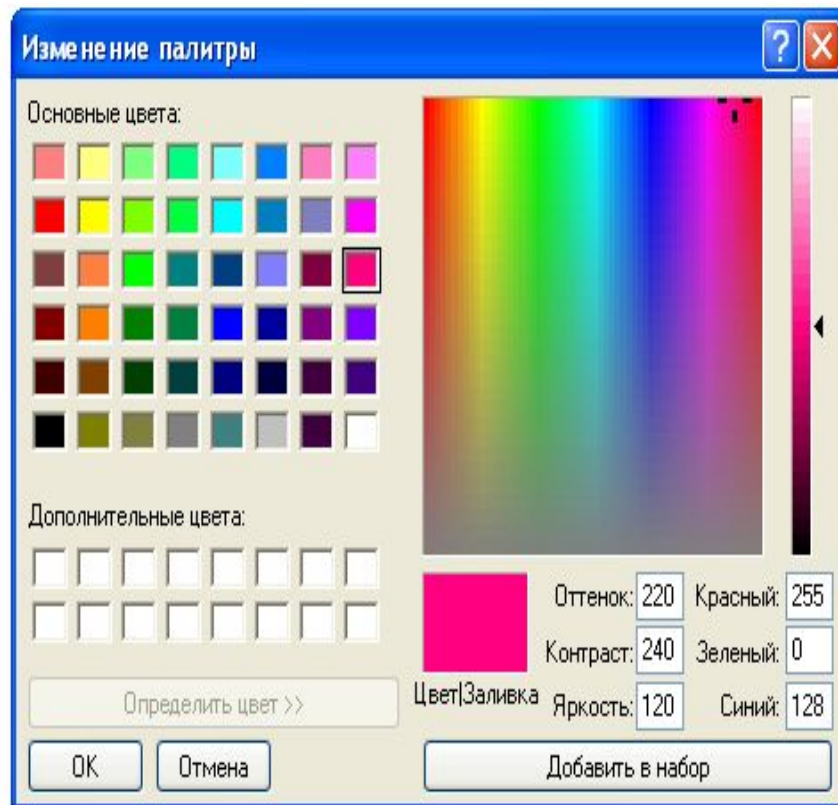 Изменение палитры
?
Основные цвета:
Дополнительные цвета:
Определить цвет >>
OK
Отмена
Цвет|Заливка
Оттенок: 220
Красный: 255
Контраст: 240
Зеленый: 0
Яркость: 120
Синий: 128
Добавить в набор